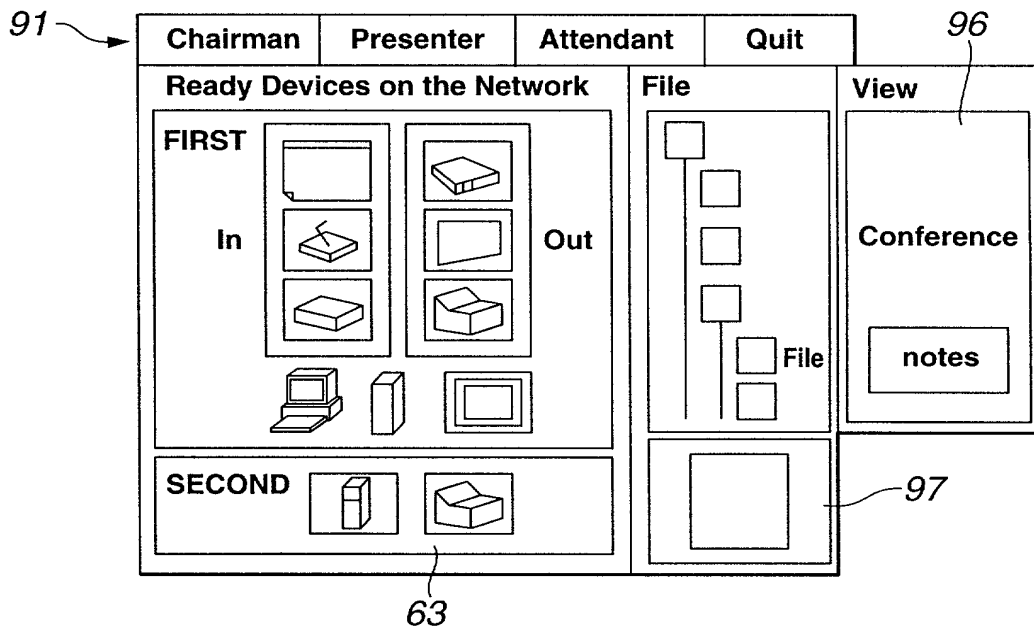 91
Chairman Presenter Attendant Quit
96
Ready Devices on the Network
File
View
FIRST
In
Out
Conference
notes
File
SECOND
97
63